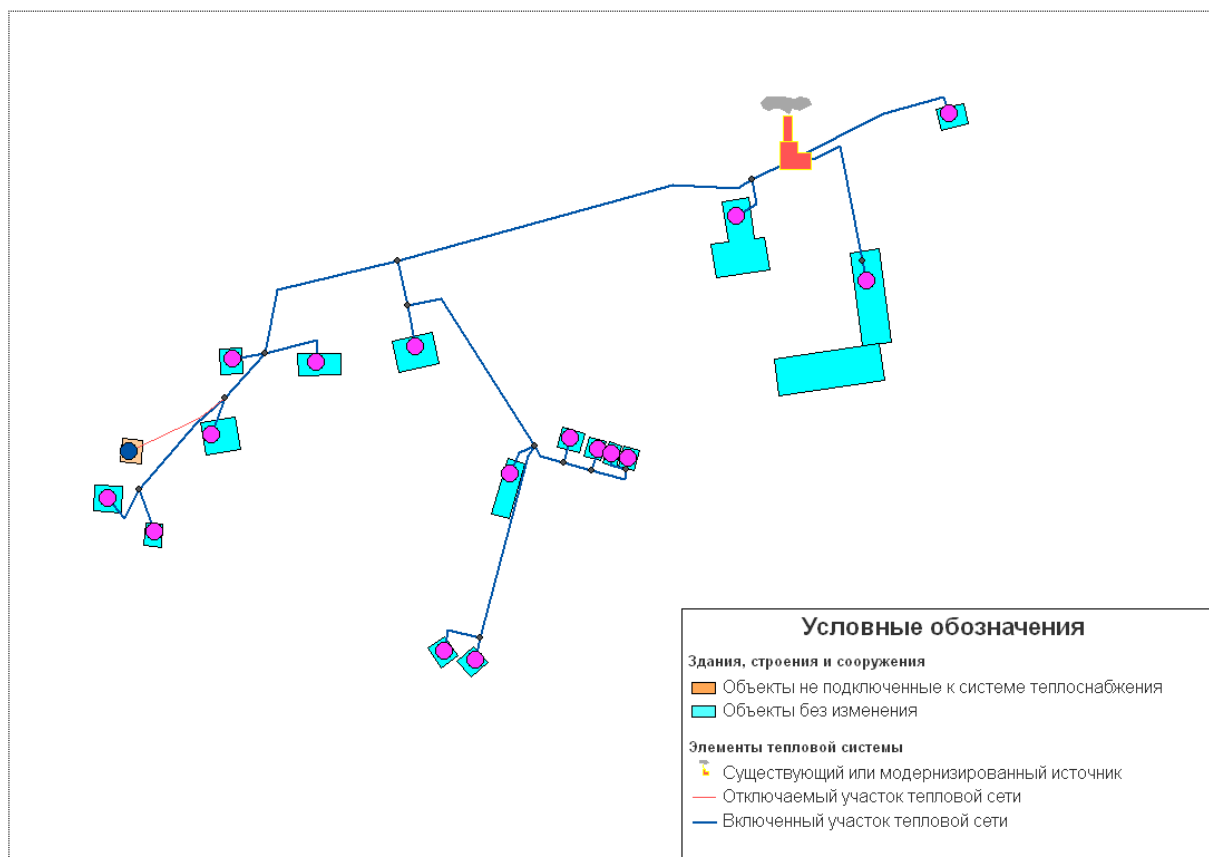 Условные обозначения
Здания, строения и сооружения
Объекты не подключенные к системе теплоснабжения
Объекты без изменения
Элементы тепловой системы
Существующий или модернизированный источник
Отключаемый участок тепловой сети
Включенный участок тепловой сети